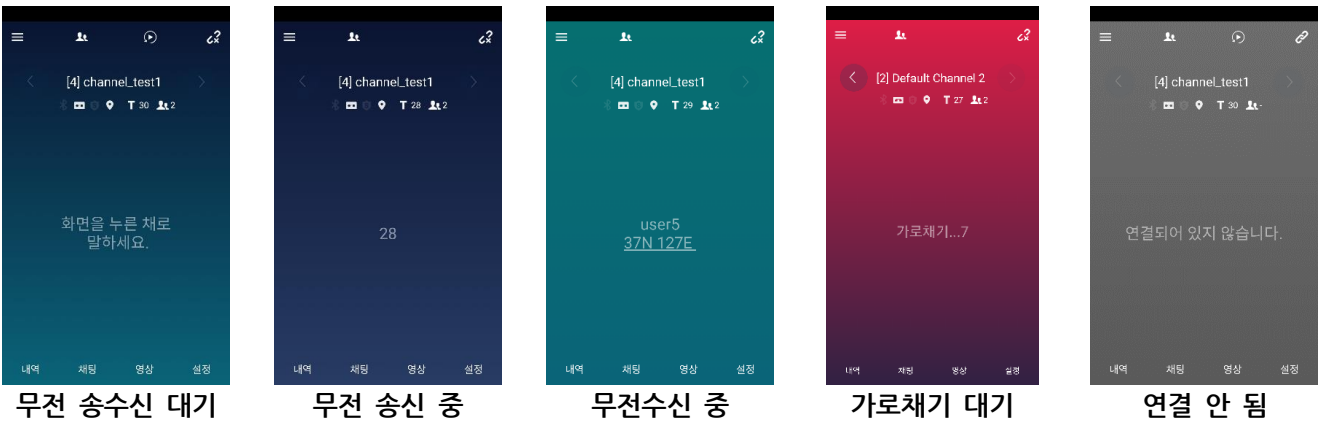 [4] channel_test1
T 30 2
화면을 누른 채로
말하세요.
내역 채팅 영상 설정
무전 송수신 대기
[4] channel_test1
T 28 2
28
내역 채팅 영상 설정
무전 송신 중
[4] channel_test1
T 29 2
user5
37N 127E
내역 채팅 영상 설정
무전수신 중
[2] Default Channel 2
T 27 2
가로채기...7
내역 채팅 영상 설정
가로채기 대기
[4] channel_test1
T 30 -
연결되어 있지 않습니다.
내역 채팅 영상 설정
연결 안 됨